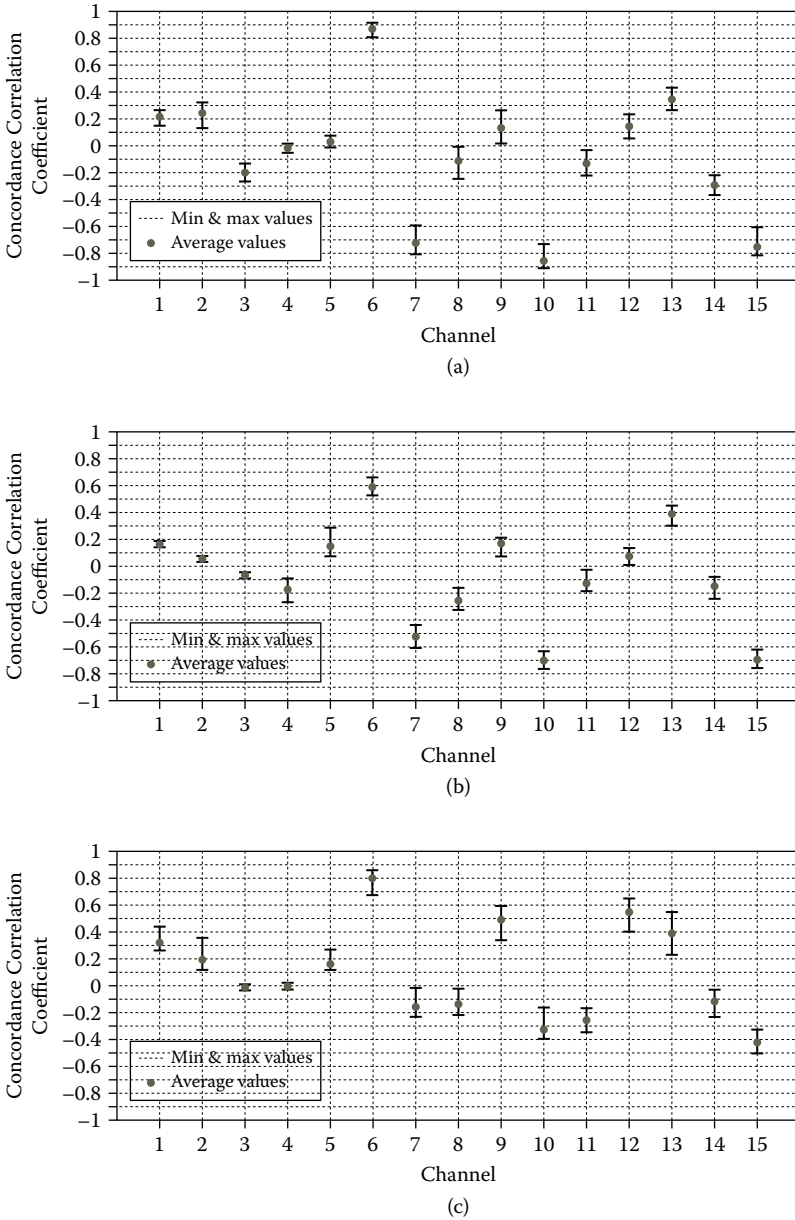 1
0.8
0.6
0.4
0.2
0
−0.2
−0.4
−0.6
−0.8
−1
Concordance Correlation
Coefficient
Min & max values
Average values
1 2 3 4 5 6 7 8 9 10 11 12 13 14 15
Channel
(a)
1
0.8
0.6
0.4
0.2
0
−0.2
−0.4
−0.6
−0.8
−1
Concordance Correlation
Coefficient
Min & max values
Average values
1 2 3 4 5 6 7 8 9 10 11 12 13 14 15
Channel
(b)
1
0.8
0.6
0.4
0.2
0
−0.2
−0.4
−0.6
−0.8
−1
Concordance Correlation
Coefficient
Min & max values
Average values
1 2 3 4 5 6 7 8 9 10 11 12 13 14 15
Channel
(c)